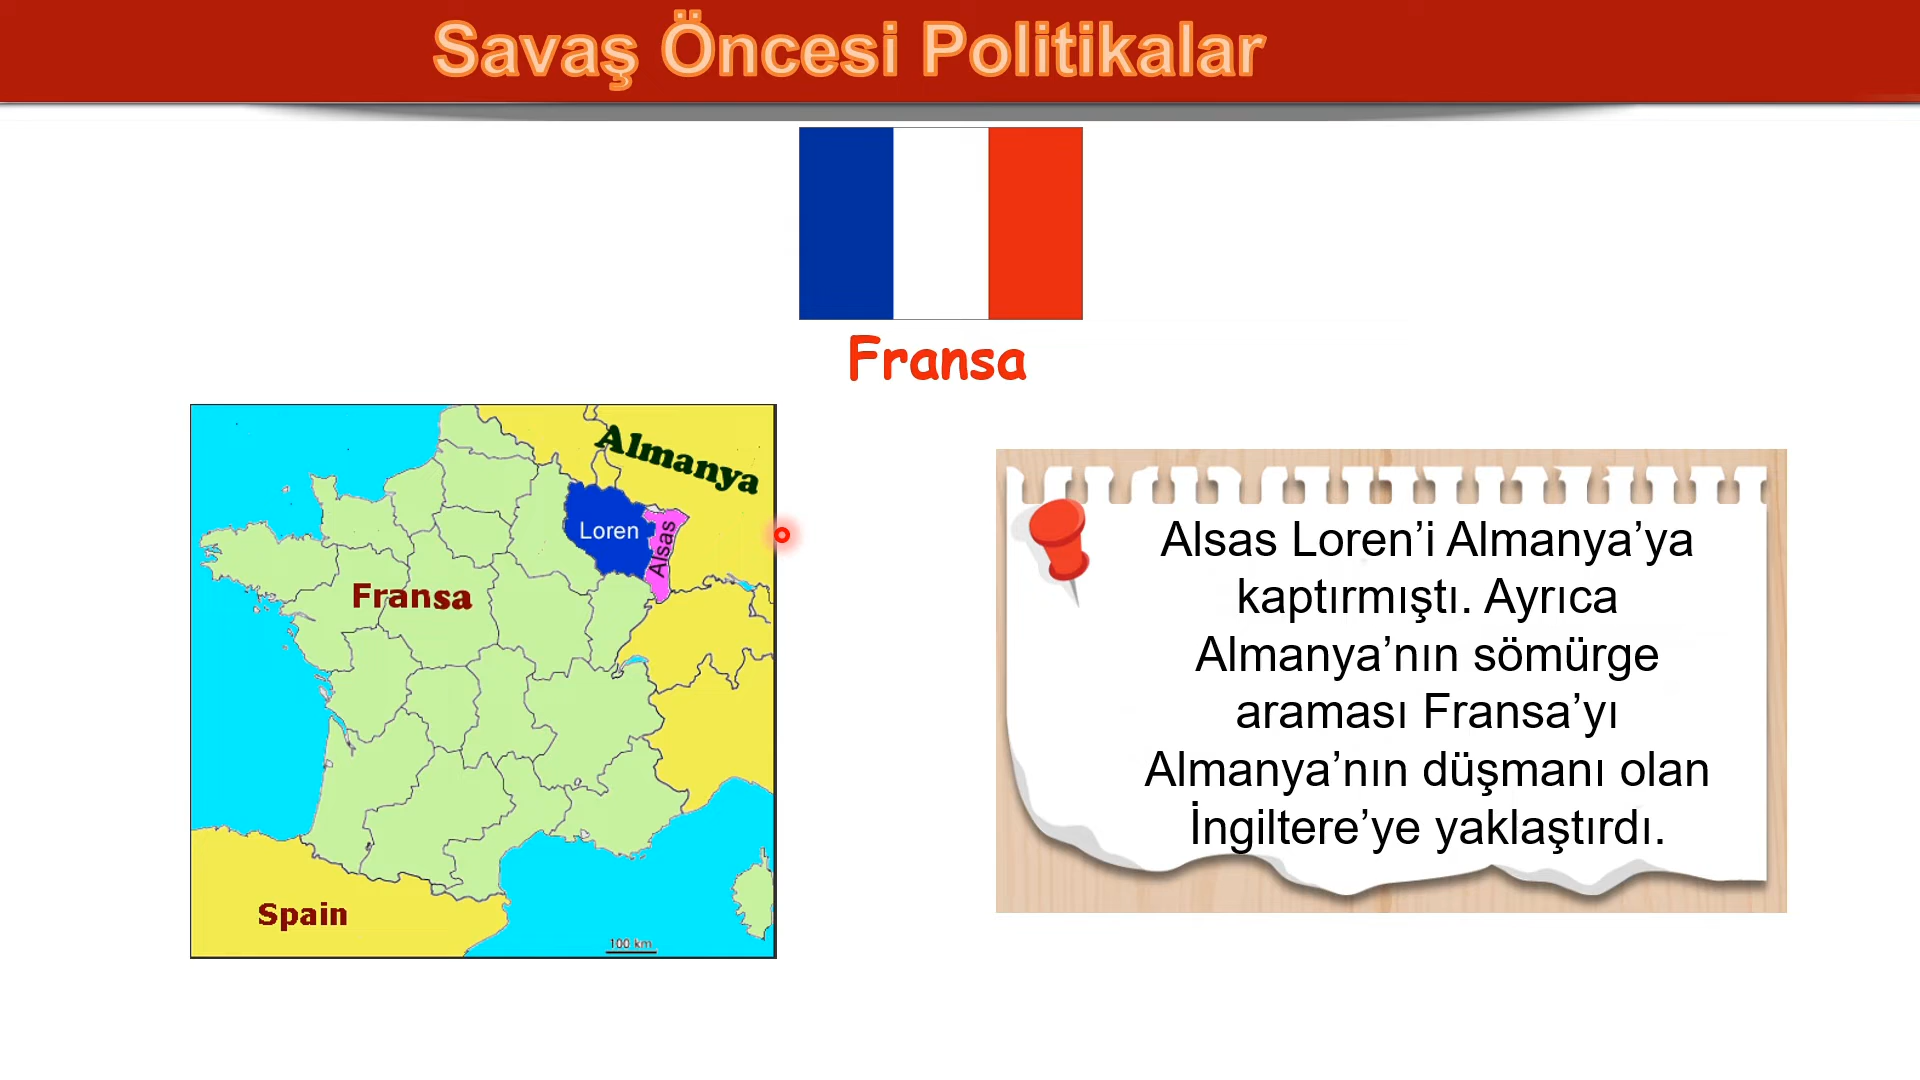 Savaş Öncesi Politikalar
Fransa
Almanya
Loren
Alsas
Fransa
Spain
100 km
Alsas Loren’i Almanya’ya
kaptırmıştı. Ayrıca
Almanya’nın sömürge
araması Fransa’yı
Almanya’nın düşmanı olan
İngiltere’ye yaklaştırdı.